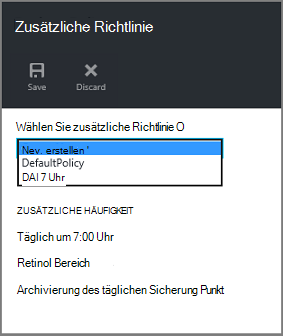 Zusätzliche Richtlinie
Save Discard
Wählen Sie zusätzliche Richtlinie O
Nev. erstellen '
DefaultPolicy
DAI 7 Uhr
ZUSÄTZLICHE HÄUFIGKEIT
Täglich um 7:00 Uhr
Retinol Bereich
Archivierung des täglichen Sicherung Punkt